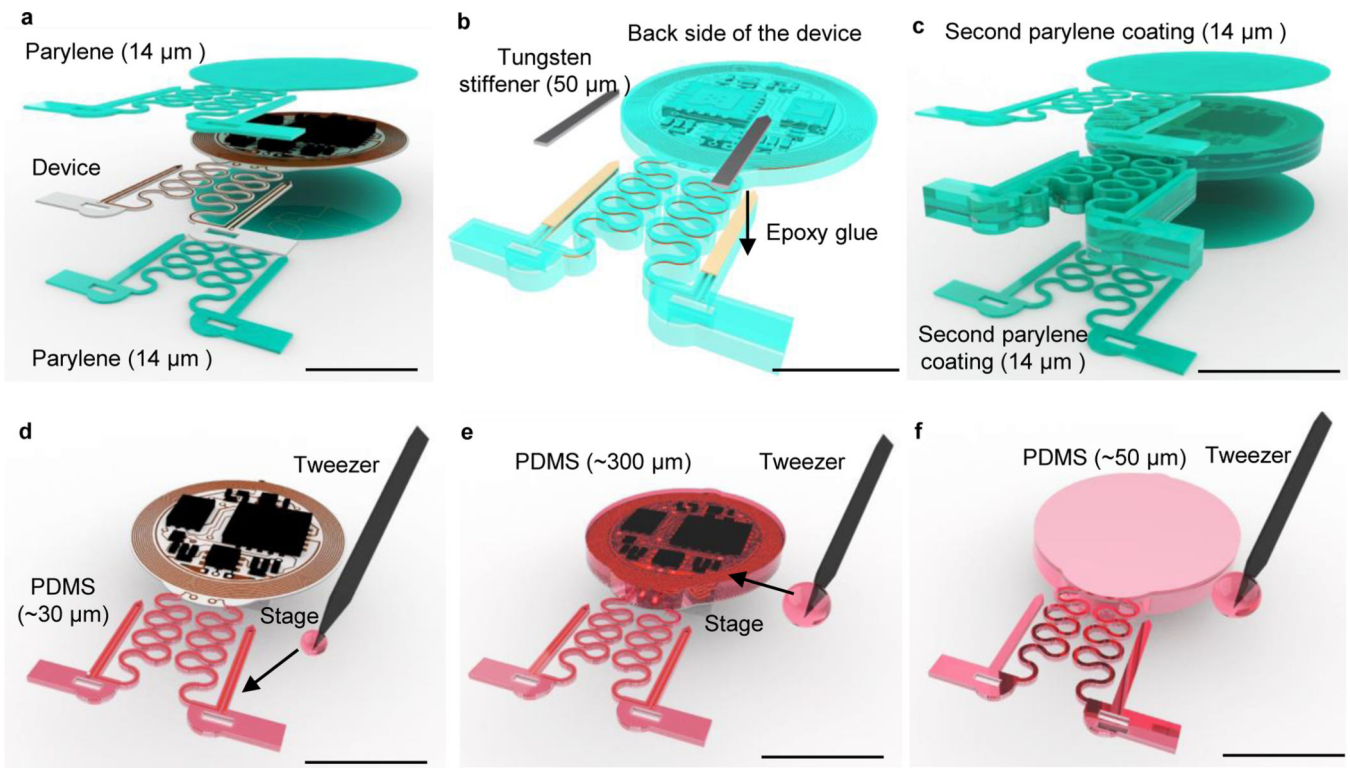 a
Parylene (14 µm )
Device
Parylene (14 µm )
b
Back side of the device
Tungsten
stiffener (50 µm )
Epoxy glue
c
Second parylene coating (14 µm )
Second parylene
coating (14 µm )
d
Tweezer
PDMS
(~30 µm)
Stage
e
PDMS (~300 µm)
Tweezer
Stage
f
PDMS (~50 µm)
Tweezer